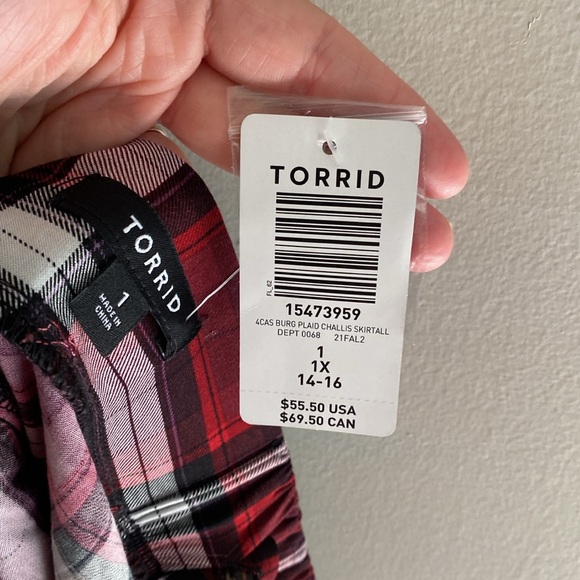 TORRID
1
MADE IN
CHINA
TORRID
FL_62
15473959
4CAS BURG PLAID CHALLIS SKIRTALL
DEPT 0068 21FAL2
1
1X
14-16
$55.50 USA
$69.50 CAN